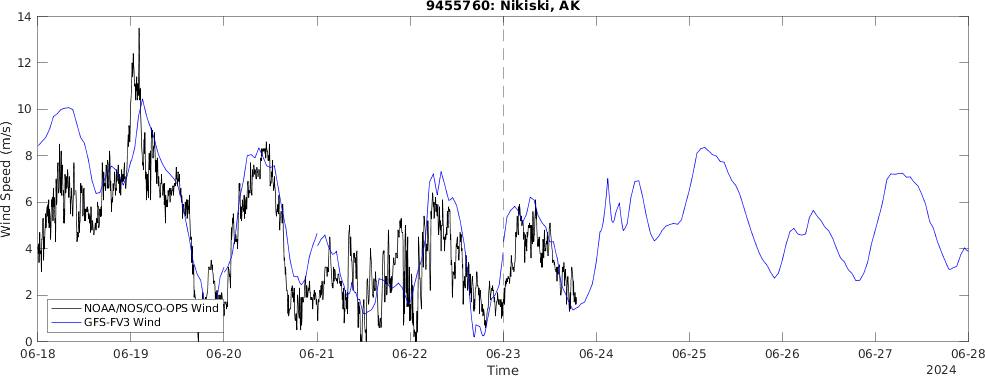 9455760: Nikiski, AK
Wind Speed (m/s)
14
12
10
8
6
4
2
0
NOAA/NOS/CO-OPS Wind
GFS-FV3 Wind
06-18 06-19 06-20 06-21 06-22 06-23 06-24 06-25 06-26 06-27 06-28
Time
2024